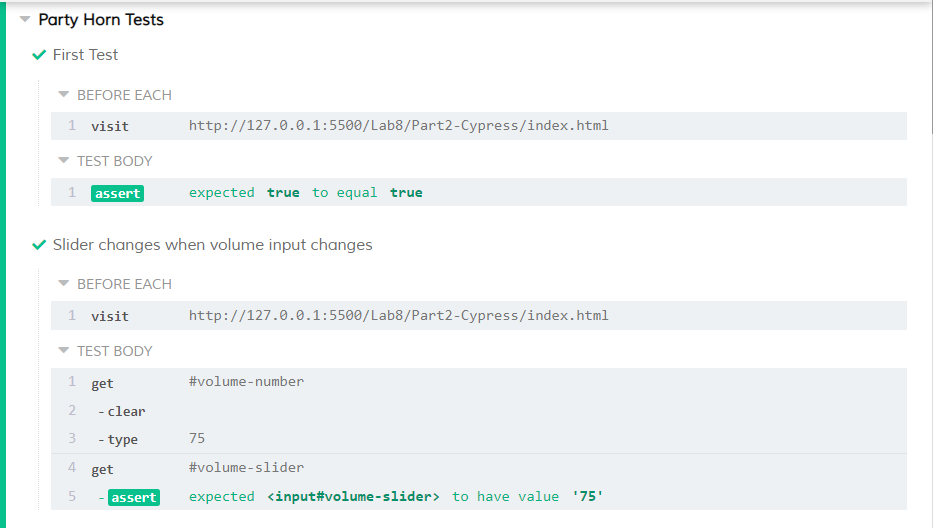 Party Horn Tests
First Test
BEFORE EACH
1 visit http://127.0.0.1:5500/Lab8/Part2-Cypress/index.html
TEST BODY
1 assert expected true to equal true
Slider changes when volume input changes
BEFORE EACH
1 visit http://127.0.0.1:5500/Lab8/Part2-Cypress/index.html
TEST BODY
1 get #volume-number
2 -clear
3 -type 75
4 get #volume-slider
5 -assert expected <input#volume-slider> to have value '75'